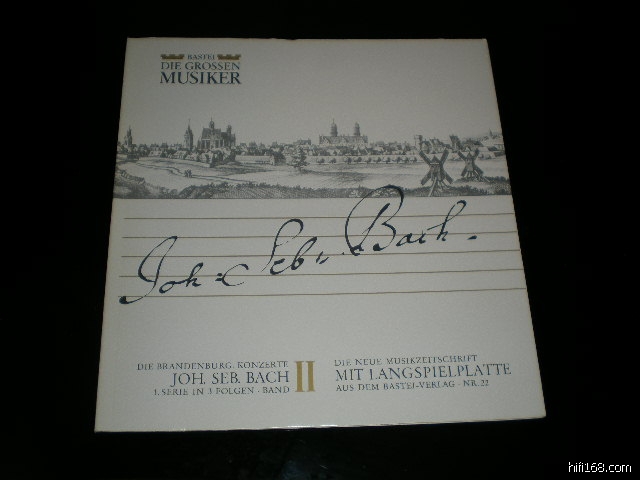 BASTEI
DIE GROSSEN
MUSIKER
Joh. Seb. Bach.
DIE BRANDENBURG. KONZERTE
JOH. SEB. BACH
1. SERIE IN 3 FOLGEN · BAND
II
DIE NEUE MUSIKZEITSCHRIFT
MIT LANGSPIELPLATTE
AUS DEM BASTEI-VERLAG · NR. 22
hifi168.com